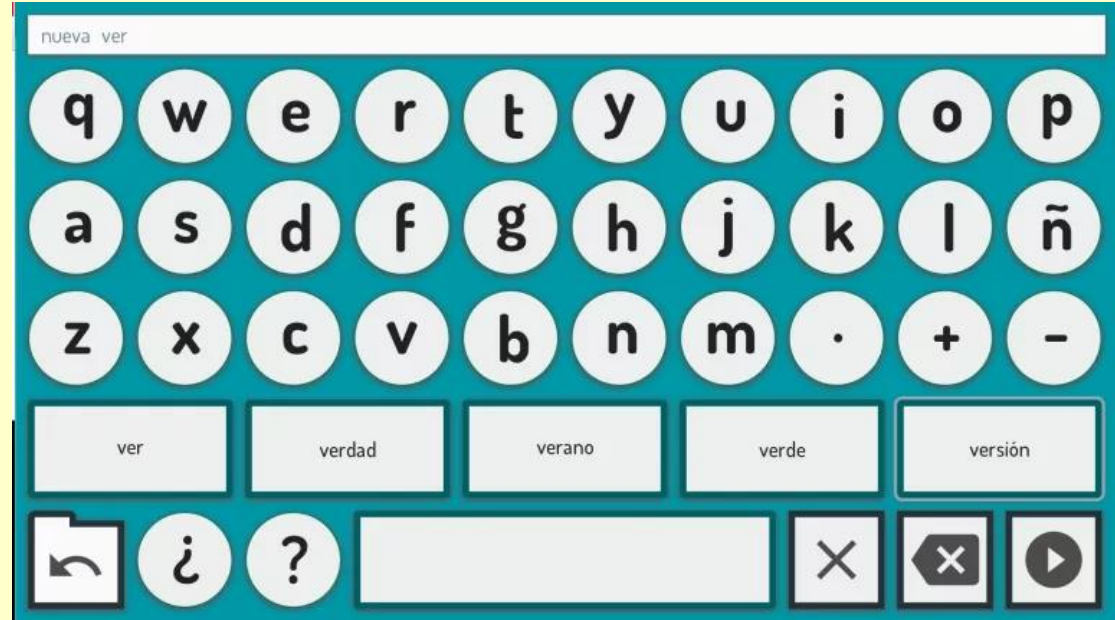 nueva ver
q w e r t y u i o p
a s d f g h j k l ñ
z x c v b n m . + -
ver verdad verano verde versión
¿ ?